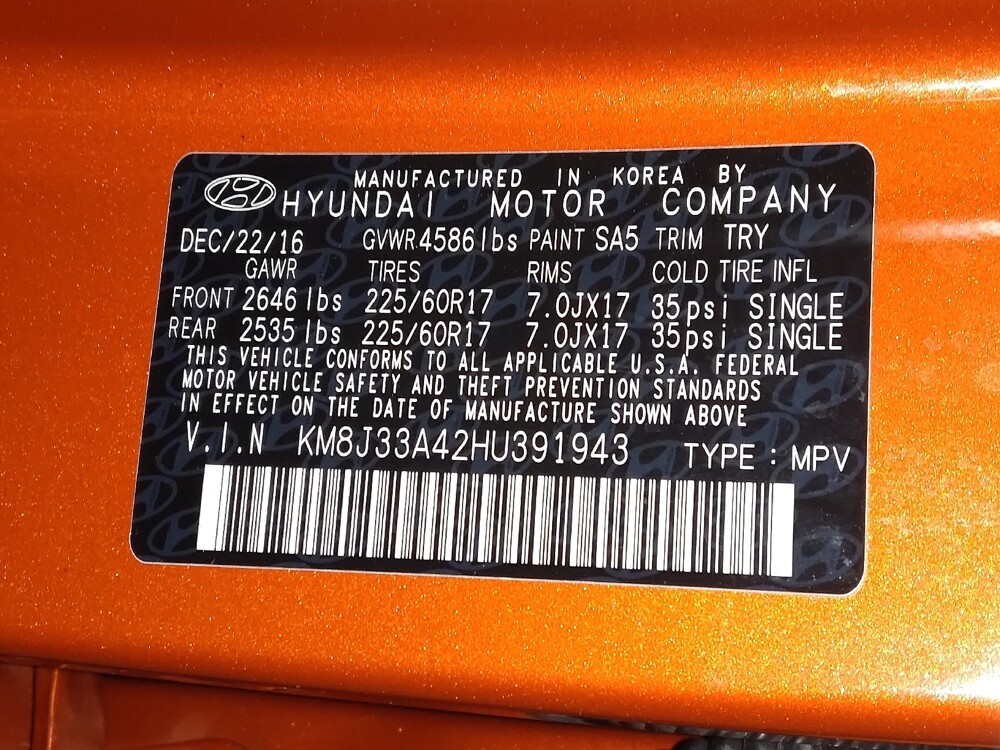 MANUFACTURED IN KOREA BY
HYUNDAI MOTOR COMPANY
DEC/22/16 GVWR 4586lbs PAINT SA5 TRIM TRY
GAWR TIRES RIMS COLD TIRE INFL
FRONT 2646 lbs 225/60R17 7.0JX17 35psi SINGLE
REAR 2535 lbs 225/60R17 7.0JX17 35psi SINGLE
THIS VEHICLE CONFORMS TO ALL APPLICABLE U.S.A. FEDERAL
MOTOR VEHICLE SAFETY AND THEFT PREVENTION STANDARDS
IN EFFECT ON THE DATE OF MANUFACTURE SHOWN ABOVE
V.I.N KM8J33A42HU391943 TYPE : MPV